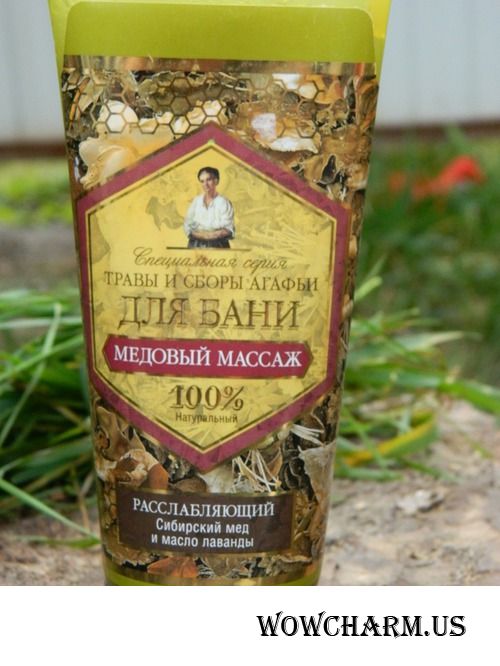 Специальная серия
ТРАВЫ И СБОРЫ АГАФЬИ
ДЛЯ БАНИ
МЕДОВЫЙ МАССАЖ
100%
Натуральный
РАССЛАБЛЯЮЩИЙ
Сибирский мед
и масло лаванды
WOWCHARM.US